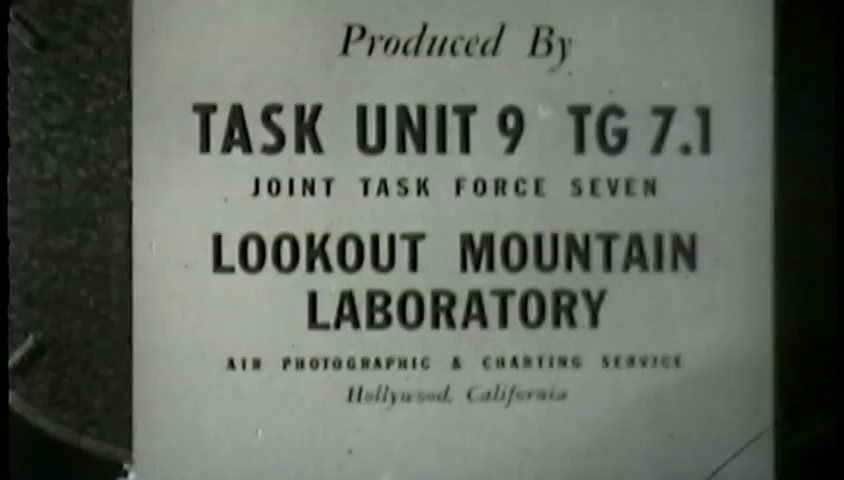 Produced By
TASK UNIT 9 TG 7.1
JOINT TASK FORCE SEVEN
LOOKOUT MOUNTAIN
LABORATORY
AIR PHOTOGRAPHIC & CHARTING SERVICE
Hollywood, California